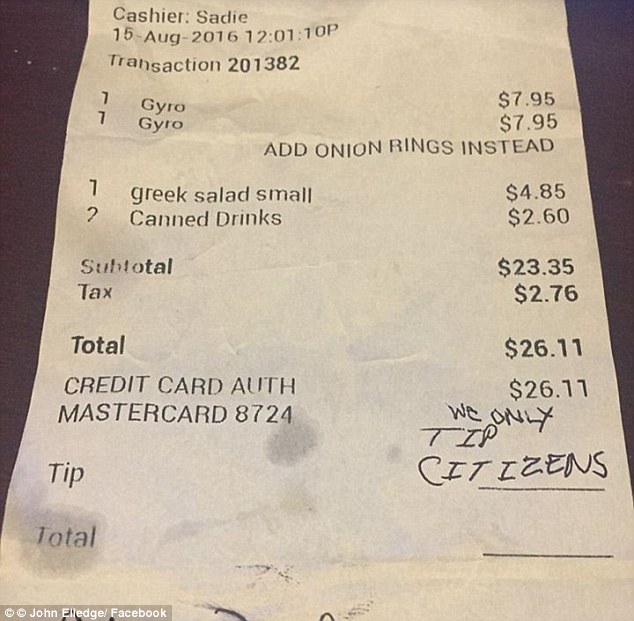 Cashier: Sadie
15-Aug-2016 12:01:10P
Transaction 201382
1 Gyro $7.95
1 Gyro $7.95
ADD ONION RINGS INSTEAD
1 greek salad small $4.85
2 Canned Drinks $2.60
Subtotal $23.35
Tax $2.76
Total $26.11
CREDIT CARD AUTH $26.11
MASTERCARD 8724
WE ONLY
TIP
CITIZENS
Tip
Total
© © John Elledge/ Facebook